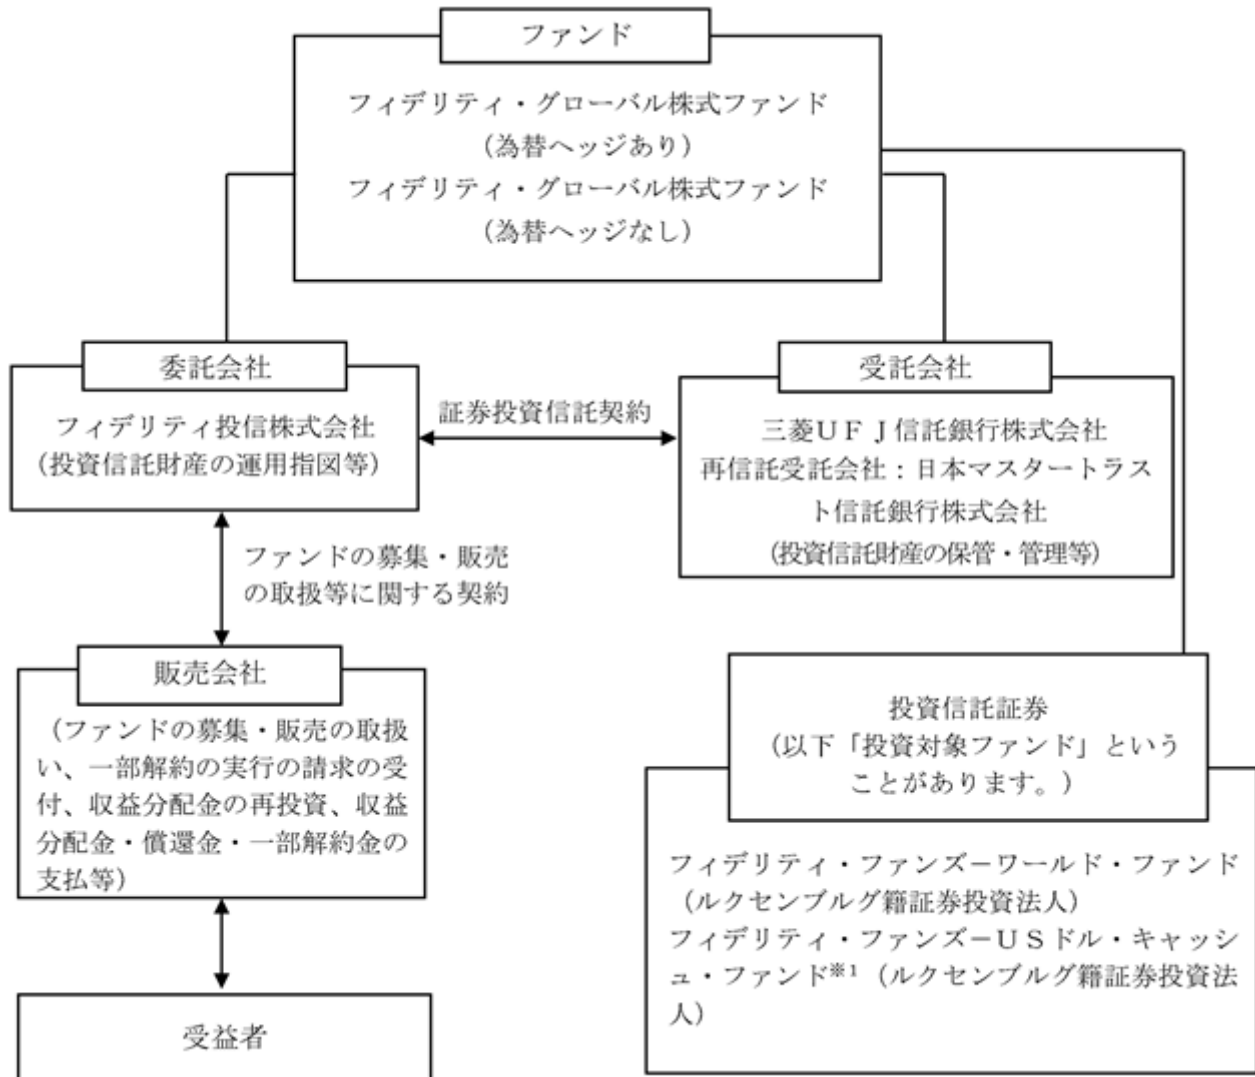 ファンド
フィデリティ・グローバル株式ファンド
（為替ヘッジあり）
フィデリティ・グローバル株式ファンド
（為替ヘッジなし）
委託会社
フィデリティ投信株式会社
（投資信託財産の運用指図等）
証券投資信託契約
受託会社
三菱ＵＦＪ信託銀行株式会社
再信託受託会社：日本マスタートラス
ト信託銀行株式会社
（投資信託財産の保管・管理等）
ファンドの募集・販売
の取扱等に関する契約
販売会社
（ファンドの募集・販売の取扱
い、一部解約の実行の請求の受
付、収益分配金の再投資、収益
分配金・償還金・一部解約金の
支払等）
受益者
投資信託証券
（以下「投資対象ファンド」という
ことがあります。）
フィデリティ・ファンズ－ワールド・ファンド
（ルクセンブルグ籍証券投資法人）
フィデリティ・ファンズ－ＵＳドル・キャッシ
ュ・ファンド※1（ルクセンブルグ籍証券投資法
人）